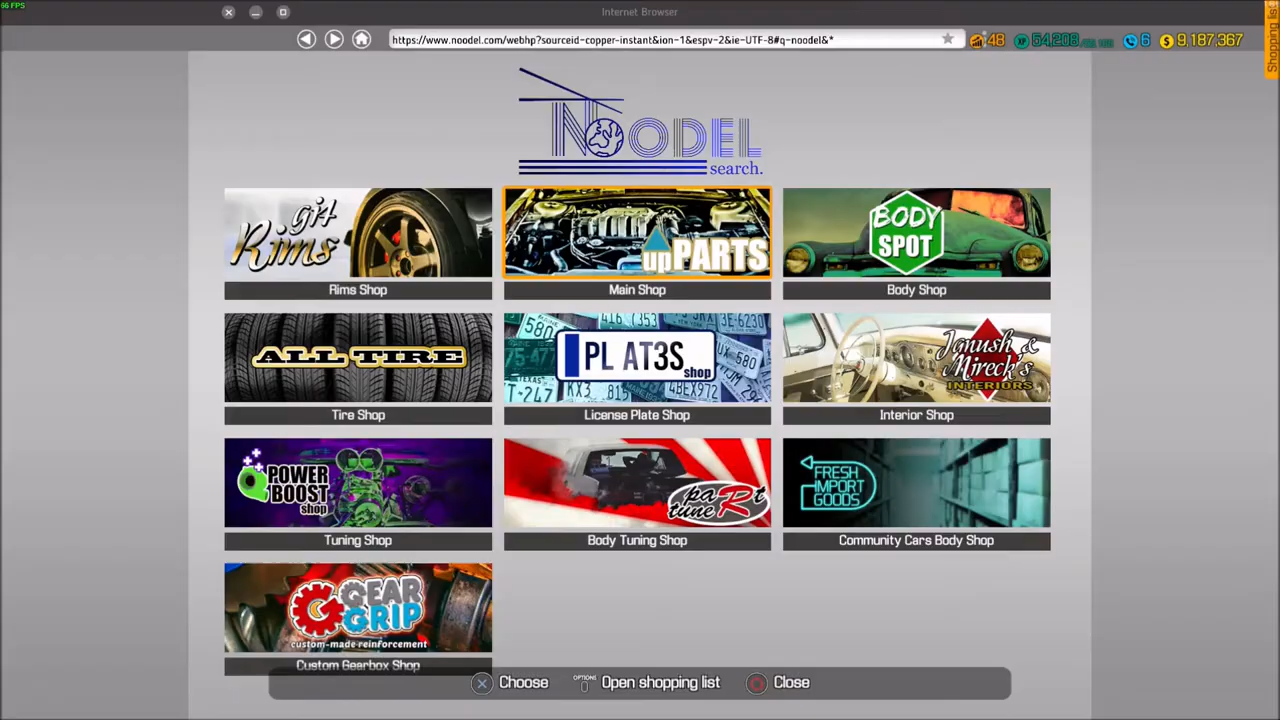 66 FPS
Internet Browser
https://www.noodel.com/webhp?sourceid-copper-instant&ion-1&espv-2&ie-UTF-8#q-noodel&*
48
54,208
6
9,187,367
Shopping list
NOODEL
search.
git
Rims
Rims Shop
upPARTS
Main Shop
BODY
SPOT
Body Shop
ALL TIRE
Tire Shop
PL AT3S
shop
License Plate Shop
Janush &
Mireck's
INTERIORS
Interior Shop
POWER
BOOST
shop
Tuning Shop
paRt
tune
Body Tuning Shop
FRESH
IMPORT
GOODS
Community Cars Body Shop
GEAR
GRIP
custom-made reinforcement
Custom Gearbox Shop
Choose
OPTIONS
Open shopping list
Close